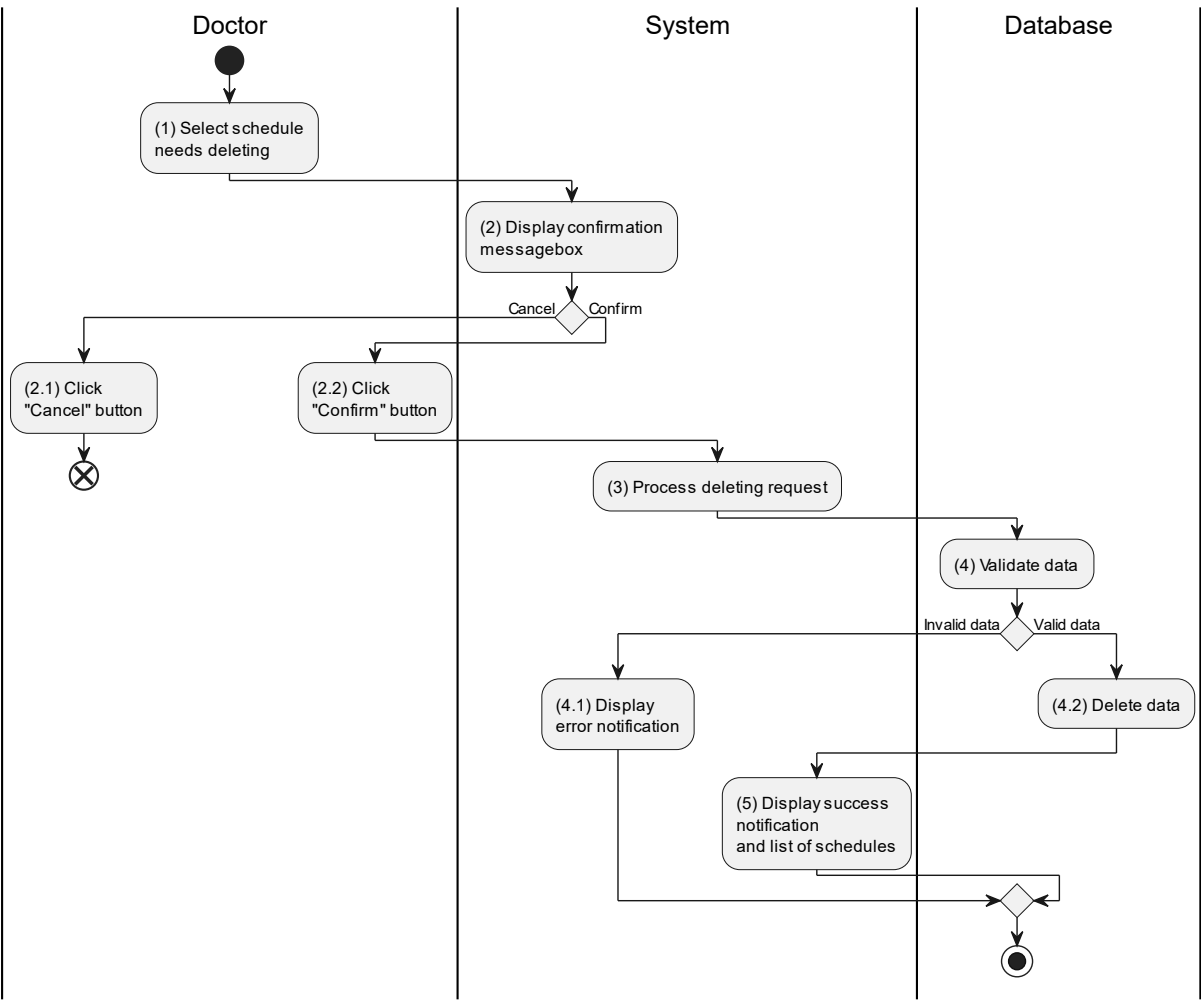 Doctor
System
Database
(1) Select schedule
needs deleting
(2) Display confirmation
messagebox
Cancel
Confirm
(2.1) Click
"Cancel" button
(2.2) Click
"Confirm" button
(3) Process deleting request
(4) Validate data
Invalid data
Valid data
(4.1) Display
error notification
(4.2) Delete data
(5) Display success
notification
and list of schedules